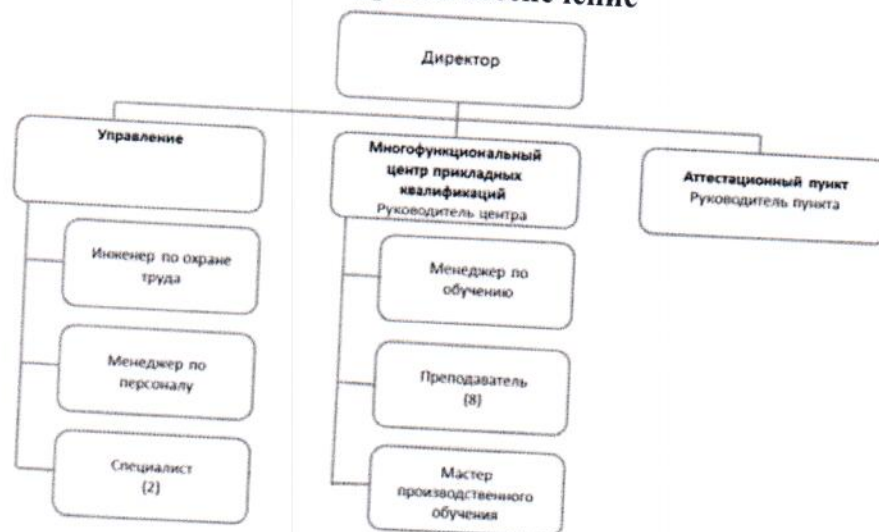 Директор
Управление
Многофункциональный
центр прикладных
квалификаций
Руководитель центра
Аттестационный пункт
Руководитель пункта
Инженер по охране
труда
Менеджер по
персоналу
Специалист
(2)
Менеджер по
обучению
Преподаватель
(8)
Мастер
производственного
обучения